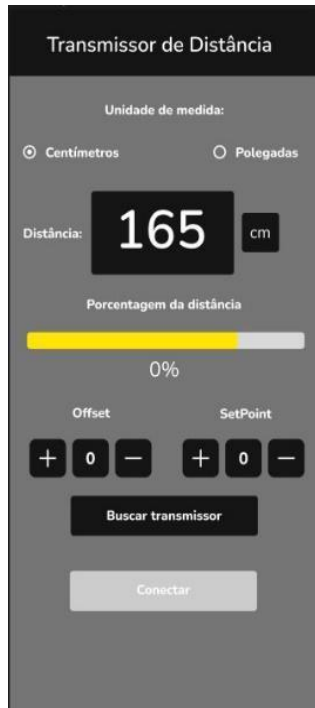 Transmissor de Distância
Unidade de medida:
Centímetros
Polegadas
Distância: 165 cm
Porcentagem da distância
0%
Offset
SetPoint
+ 0 −
+ 0 −
Buscar transmissor
Conectar